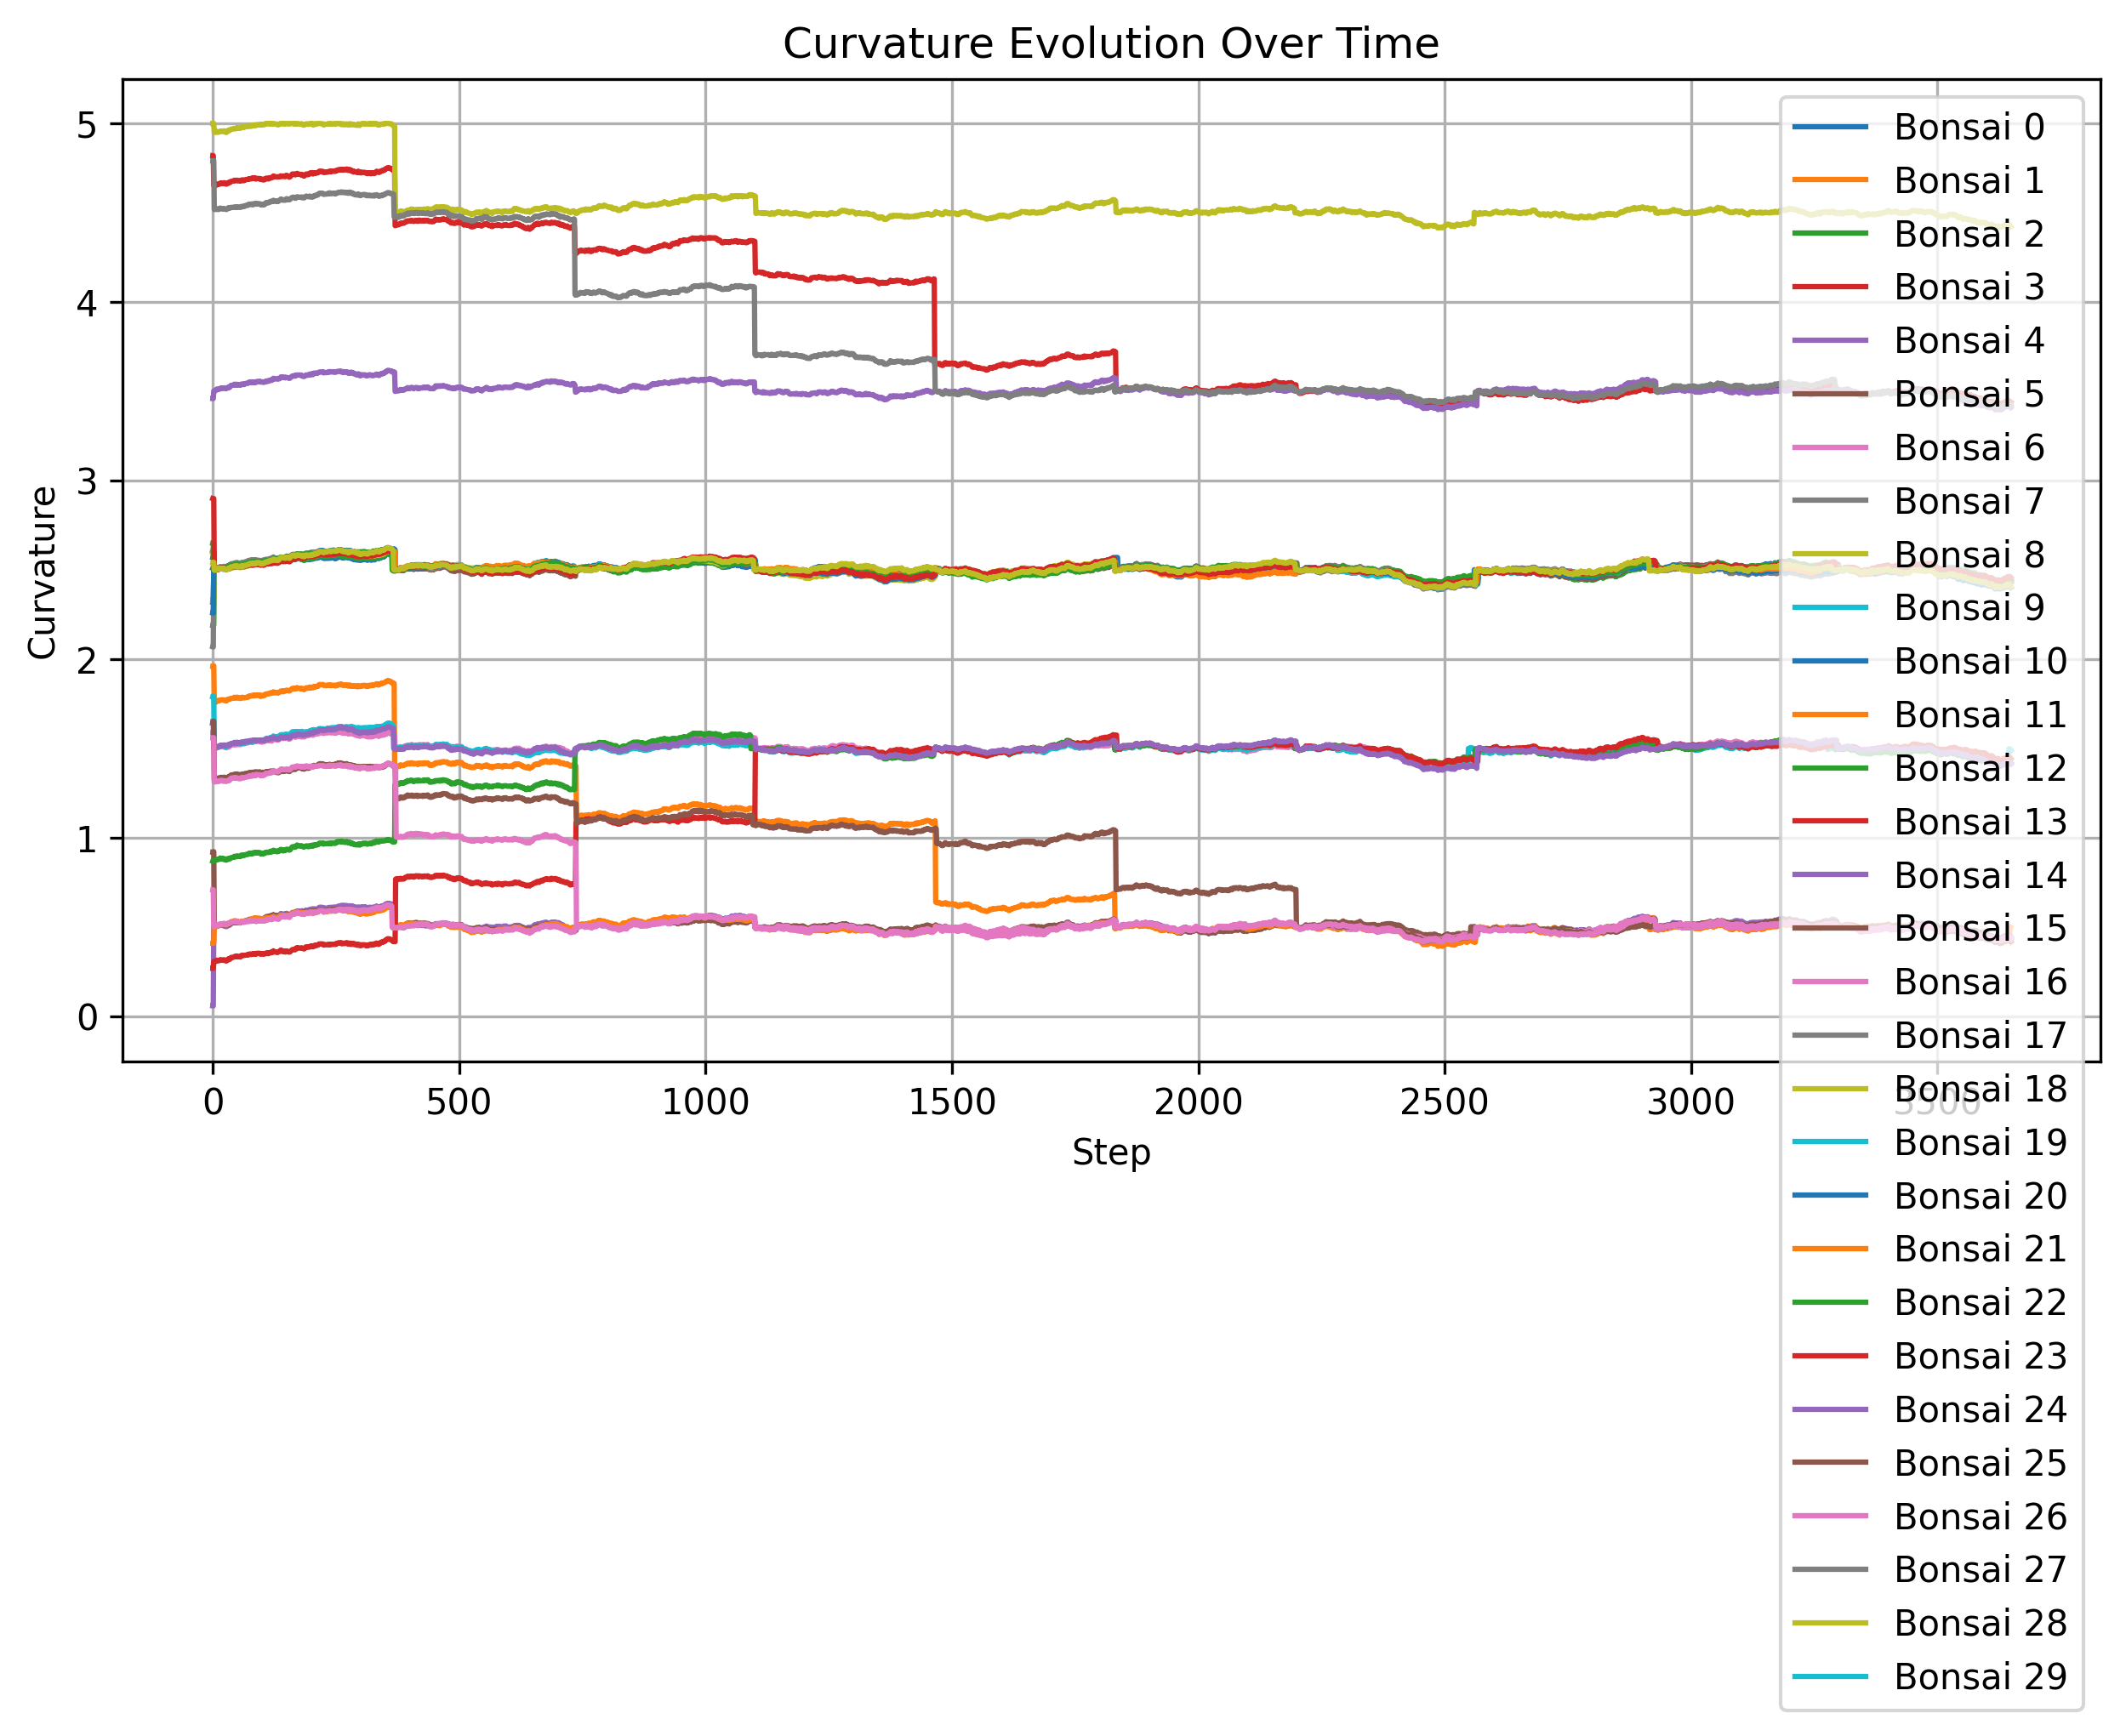 Curvature Evolution Over Time
Curvature
5
4
3
2
1
0
0 500 1000 1500 2000 2500 3000 3500
Step
Bonsai 0
Bonsai 1
Bonsai 2
Bonsai 3
Bonsai 4
Bonsai 5
Bonsai 6
Bonsai 7
Bonsai 8
Bonsai 9
Bonsai 10
Bonsai 11
Bonsai 12
Bonsai 13
Bonsai 14
Bonsai 15
Bonsai 16
Bonsai 17
Bonsai 18
Bonsai 19
Bonsai 20
Bonsai 21
Bonsai 22
Bonsai 23
Bonsai 24
Bonsai 25
Bonsai 26
Bonsai 27
Bonsai 28
Bonsai 29